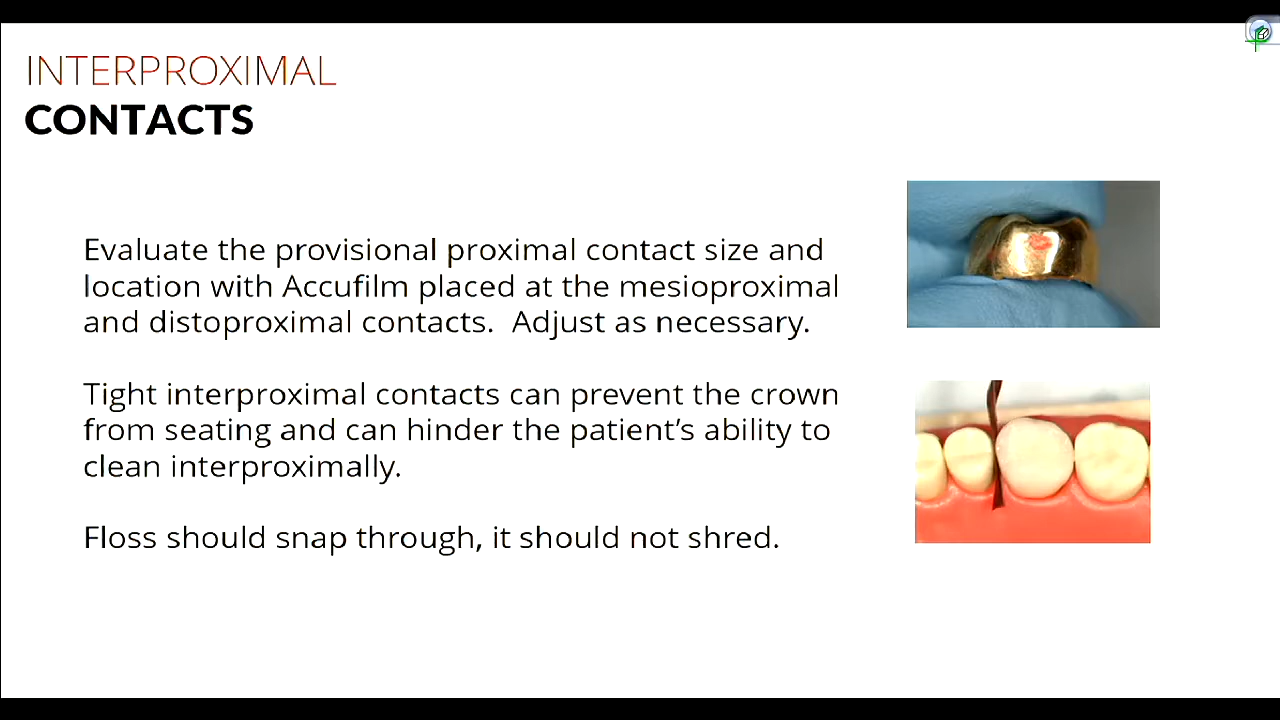 INTERPROXIMAL
CONTACTS
Evaluate the provisional proximal contact size and
location with Accufilm placed at the mesioproximal
and distoproximal contacts.  Adjust as necessary.
Tight interproximal contacts can prevent the crown
from seating and can hinder the patient’s ability to
clean interproximally.
Floss should snap through, it should not shred.